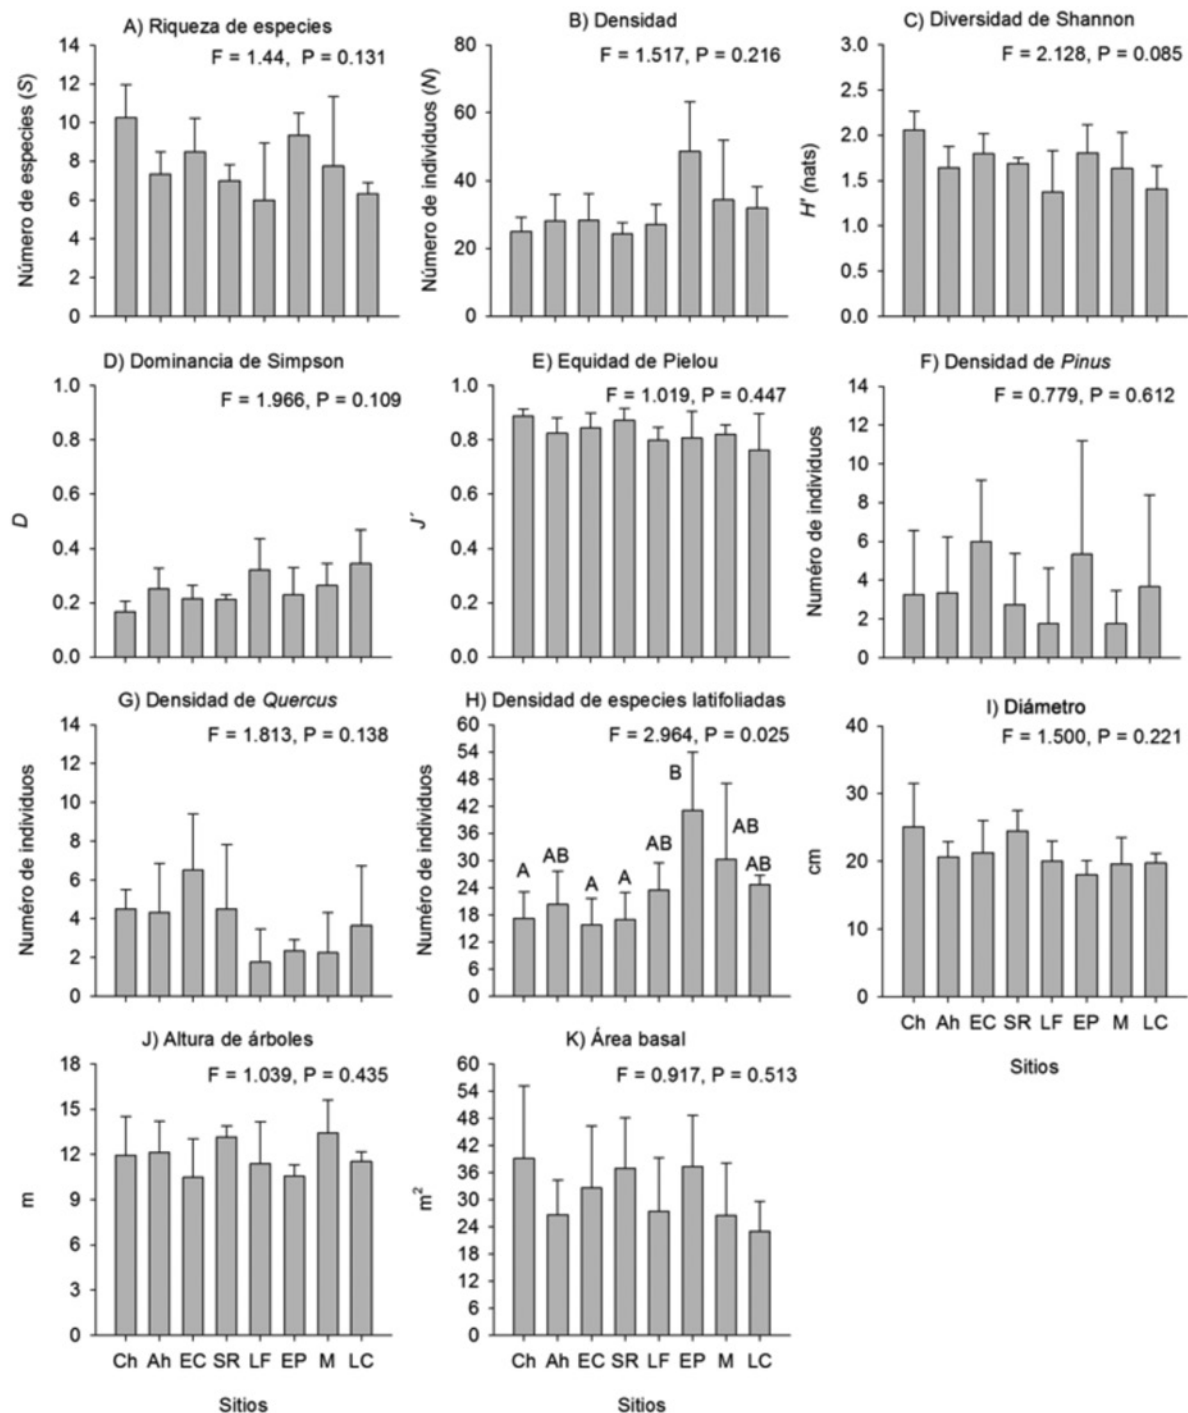 A) Riqueza de especies
F = 1.44, P = 0.131
Número de especies (S)
14
12
10
8
6
4
2
0
B) Densidad
F = 1.517, P = 0.216
Número de individuos (N)
80
60
40
20
0
C) Diversidad de Shannon
F = 2.128, P = 0.085
H' (nats)
3.0
2.5
2.0
1.5
1.0
0.5
0.0
D) Dominancia de Simpson
F = 1.966, P = 0.109
D
1.0
0.8
0.6
0.4
0.2
0.0
E) Equidad de Pielou
F = 1.019, P = 0.447
J´
1.0
0.8
0.6
0.4
0.2
0.0
F) Densidad de Pinus
F = 0.779, P = 0.612
Numéro de individuos
14
12
10
8
6
4
2
0
G) Densidad de Quercus
F = 1.813, P = 0.138
Numéro de individuos
14
12
10
8
6
4
2
0
H) Densidad de especies latifoliadas
F = 2.964, P = 0.025
Numéro de individuos
60
54
48
42
36
30
24
18
12
6
0
A AB A A AB B AB AB
I) Diámetro
F = 1.500, P = 0.221
cm
40
30
20
10
0
Ch Ah EC SR LF EP M LC
Sitios
J) Altura de árboles
F = 1.039, P = 0.435
m
18
15
12
9
6
3
0
Ch Ah EC SR LF EP M LC
Sitios
K) Área basal
F = 0.917, P = 0.513
m²
60
54
48
42
36
30
24
18
12
6
0
Ch Ah EC SR LF EP M LC
Sitios